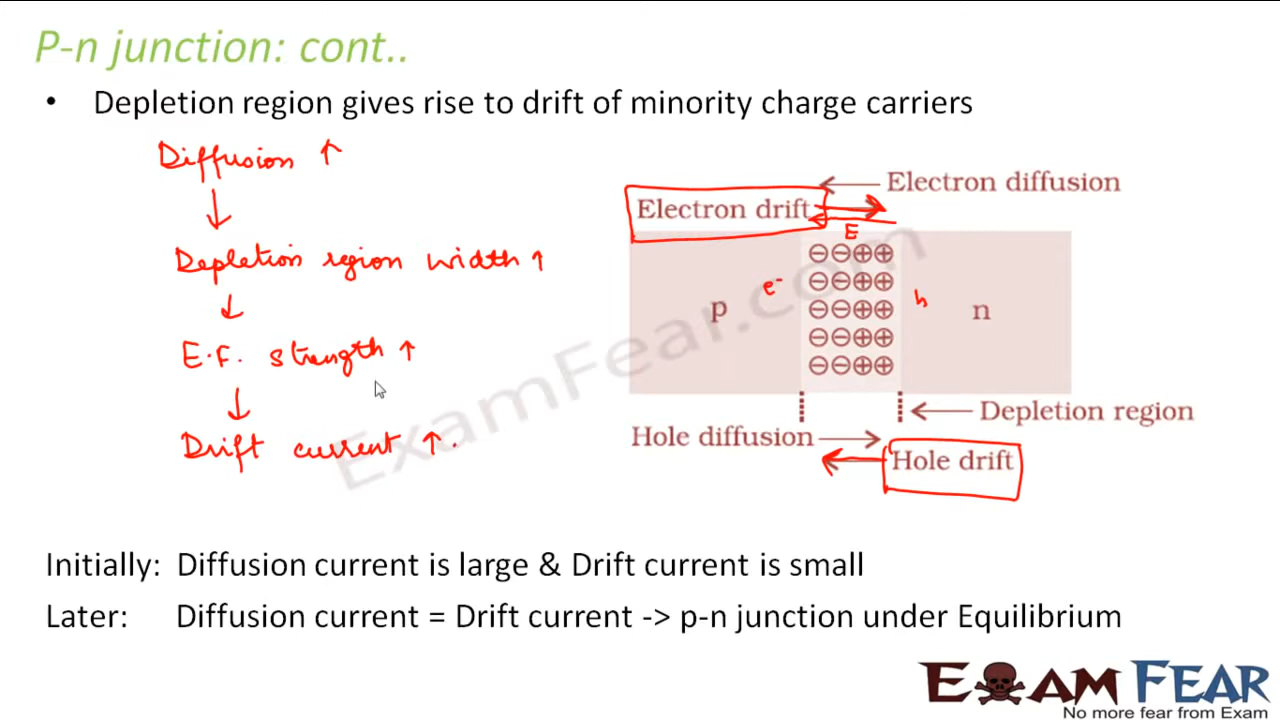 P-n junction: cont..
• Depletion region gives rise to drift of minority charge carriers
Diffusion ↑
↓
Depletion region width ↑
↓
E.F. strength ↑
↓
Drift current ↑.
← Electron diffusion
Electron drift →
E
⊖⊖⊕⊕
⊖⊖⊕⊕
⊖⊖⊕⊕
⊖⊖⊕⊕
⊖⊖⊕⊕
e⁻
h
p
n
← Depletion region
Hole diffusion →
← Hole drift
ExamFear.com
Initially: Diffusion current is large & Drift current is small
Later: Diffusion current = Drift current -> p-n junction under Equilibrium
EXAM FEAR
No more fear from Exam